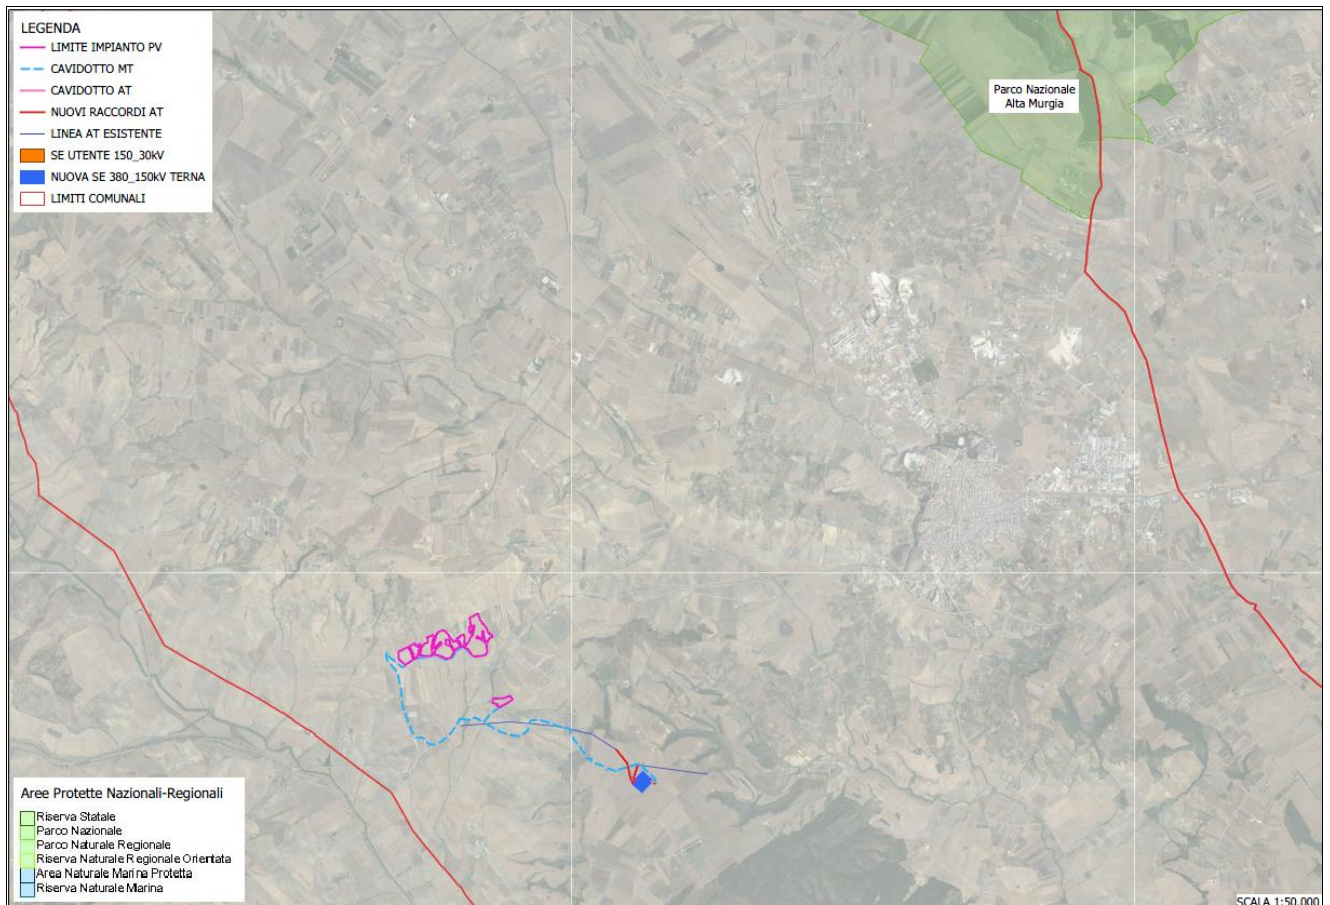 LEGENDA
LIMITE IMPIANTO PV
CAVIDOTTO MT
CAVIDOTTO AT
NUOVI RACCORDI AT
LINEA AT ESISTENTE
SE UTENTE 150_30kV
NUOVA SE 380_150kV TERNA
LIMITI COMUNALI
Parco Nazionale
Alta Murgia
Aree Protette Nazionali-Regionali
Riserva Statale
Parco Nazionale
Parco Naturale Regionale
Riserva Naturale Regionale Orientata
Area Naturale Marina Protetta
Riserva Naturale Marina
SCALA 1:50.000